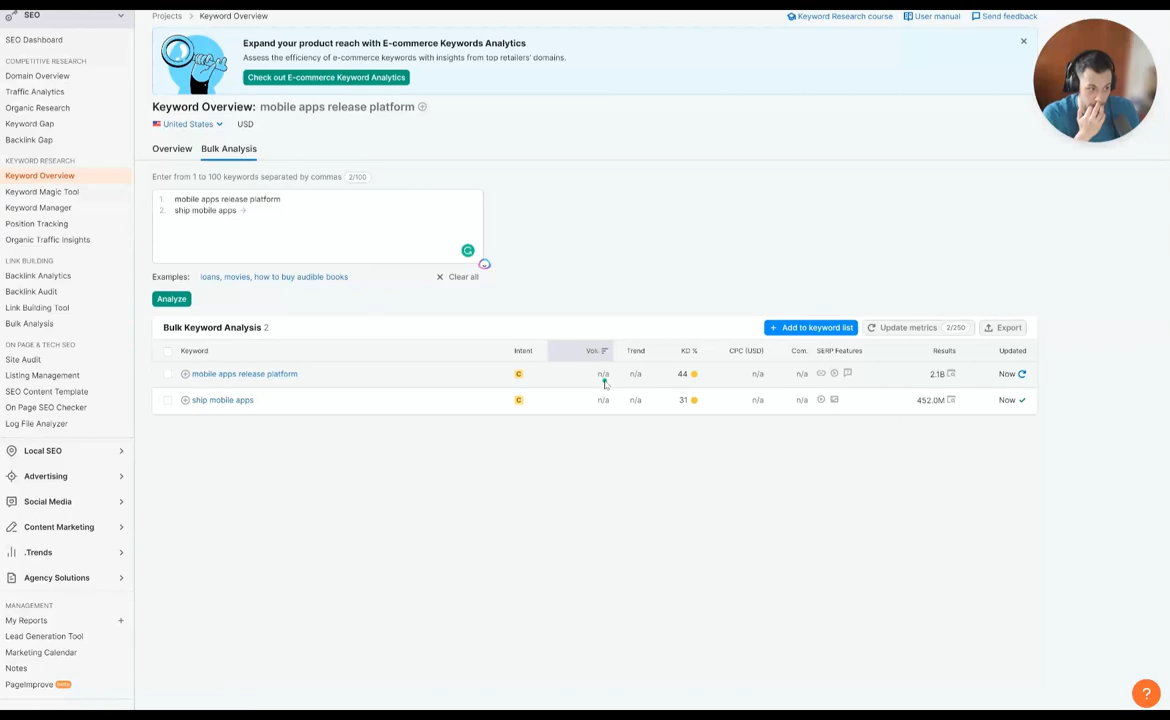 SEO
SEO Dashboard
COMPETITIVE RESEARCH
Domain Overview
Traffic Analytics
Organic Research
Keyword Gap
Backlink Gap
KEYWORD RESEARCH
Keyword Overview
Keyword Magic Tool
Keyword Manager
Position Tracking
Organic Traffic Insights
LINK BUILDING
Backlink Analytics
Backlink Audit
Link Building Tool
Bulk Analysis
ON PAGE & TECH SEO
Site Audit
Listing Management
SEO Content Template
On Page SEO Checker
Log File Analyzer
Local SEO
Advertising
Social Media
Content Marketing
.Trends
Agency Solutions
MANAGEMENT
My Reports +
Lead Generation Tool
Marketing Calendar
Notes
PageImprove beta
Projects > Keyword Overview
Keyword Research course User manual Send feedback
Expand your product reach with E-commerce Keywords Analytics
Assess the efficiency of e-commerce keywords with insights from top retailers' domains.
Check out E-commerce Keyword Analytics
Keyword Overview: mobile apps release platform
United States USD
Overview Bulk Analysis
Enter from 1 to 100 keywords separated by commas 2/100
1. mobile apps release platform
2. ship mobile apps →
Examples: loans, movies, how to buy audible books × Clear all
Analyze
Bulk Keyword Analysis 2 + Add to keyword list Update metrics 2/250 Export
Keyword Intent Vol. Trend KD % CPC (USD) Com. SERP Features Results Updated
mobile apps release platform C n/a n/a 44 n/a n/a 2.1B Now
ship mobile apps C n/a n/a 31 n/a n/a 452.0M Now
?